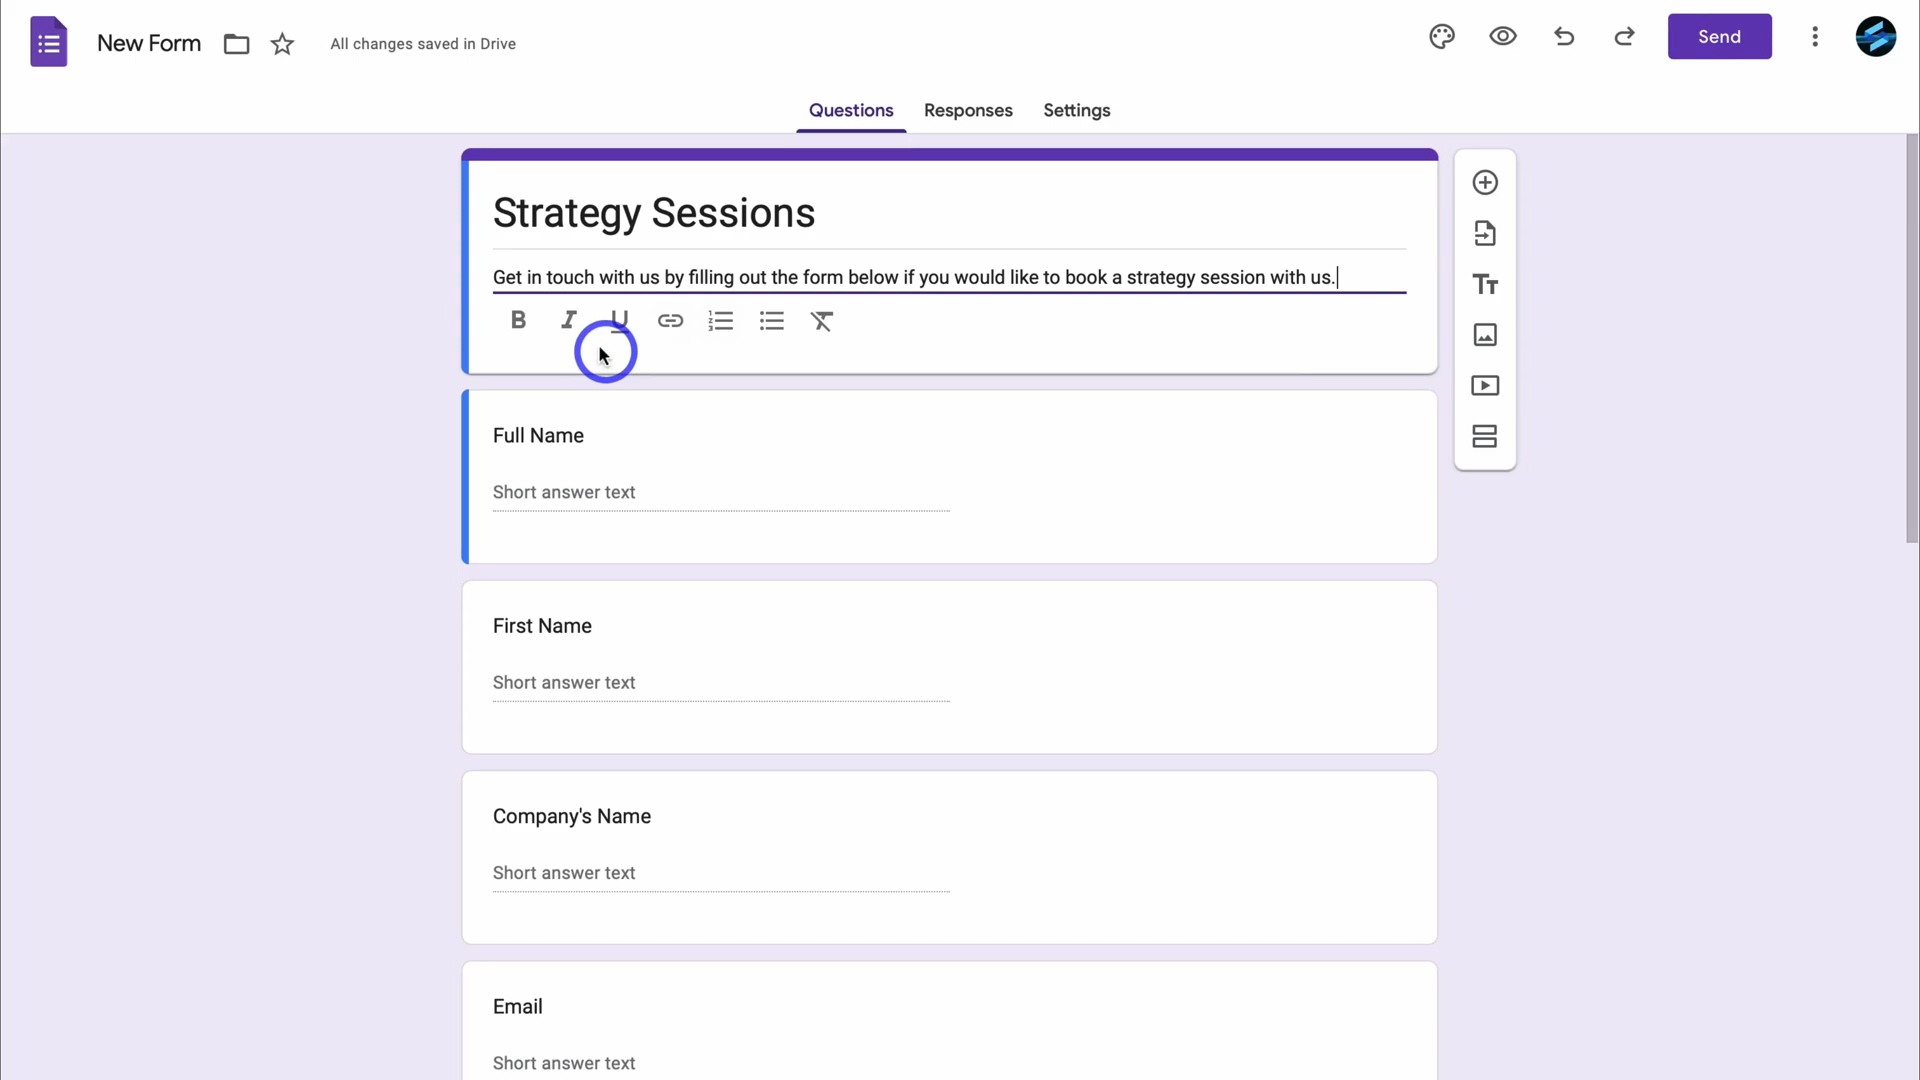 New Form
All changes saved in Drive
Send
Questions
Responses
Settings
Strategy Sessions
Get in touch with us by filling out the form below if you would like to book a strategy session with us.
Full Name
Short answer text
First Name
Short answer text
Company's Name
Short answer text
Email
Short answer text